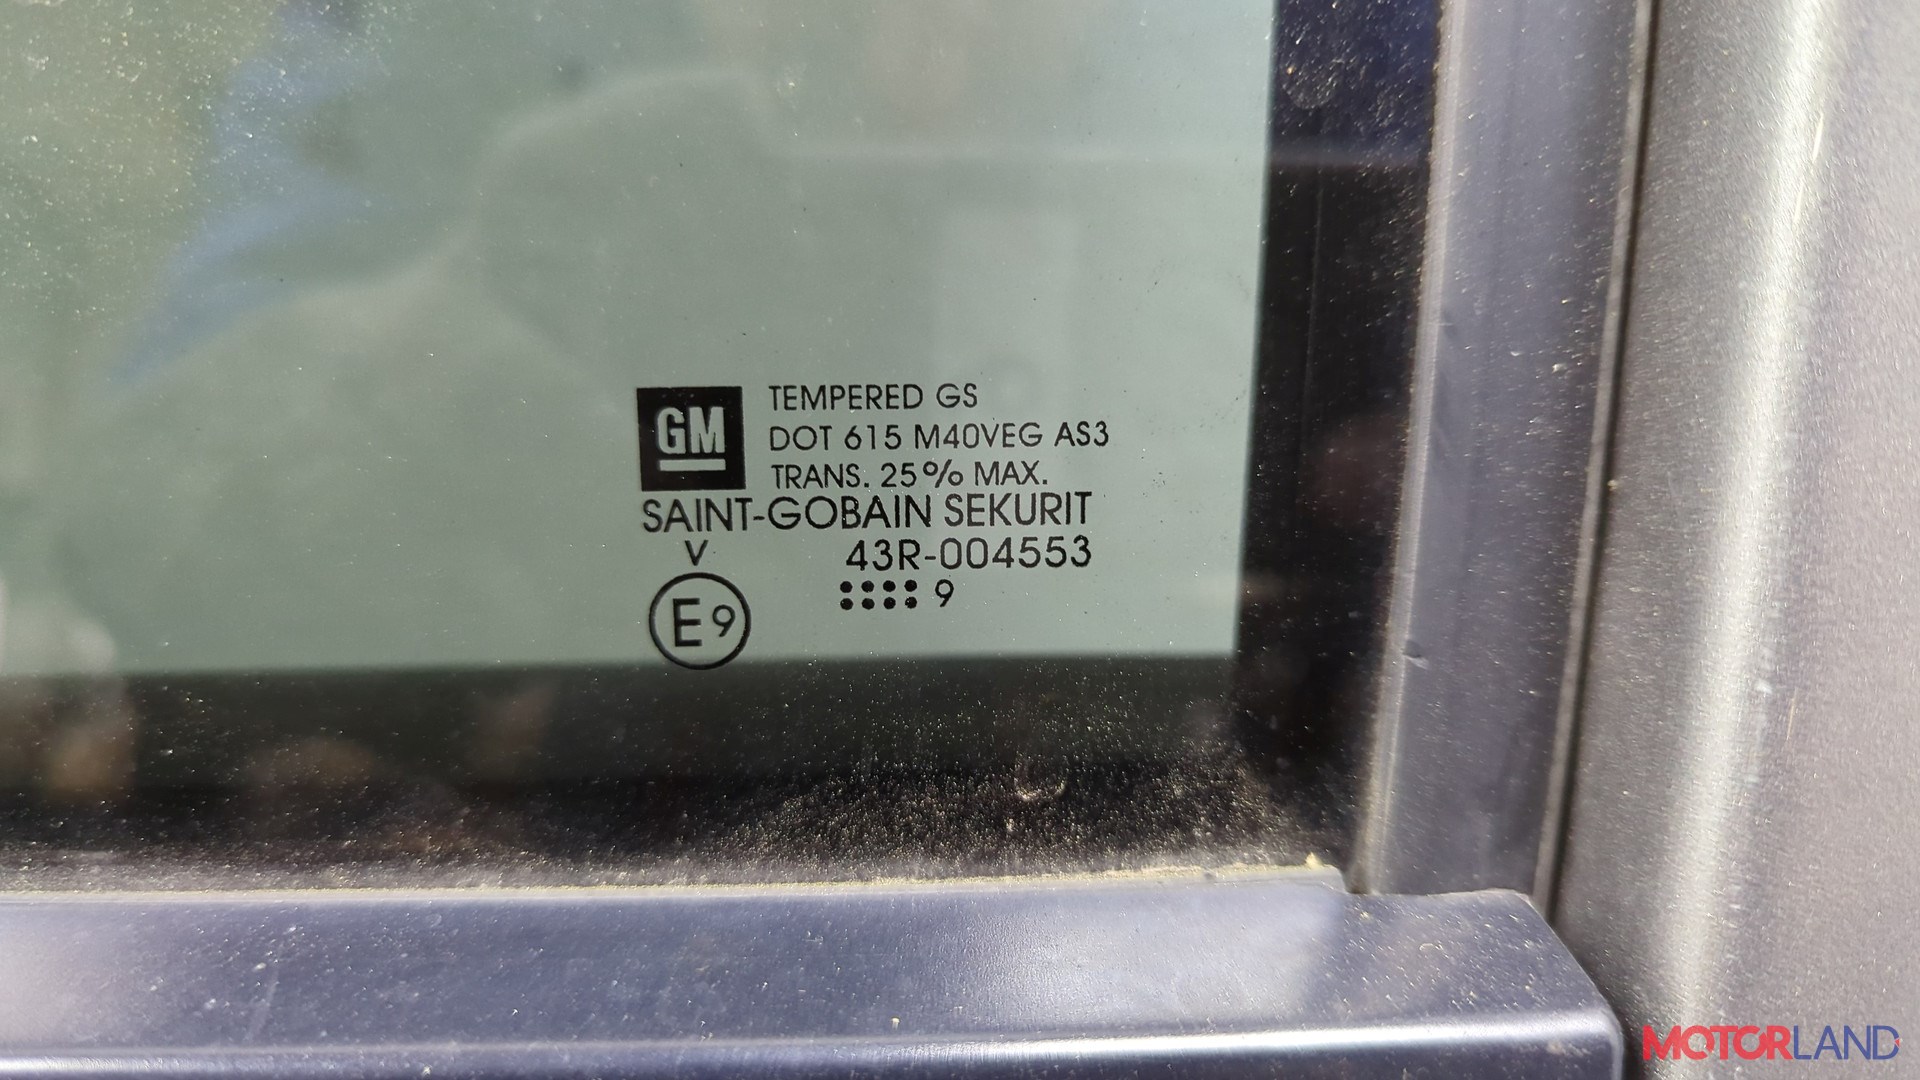 GM
TEMPERED GS
DOT 615 M40VEG AS3
TRANS. 25% MAX.
SAINT-GOBAIN SEKURIT
V 43R-004553
E9
9
MOTORLAND